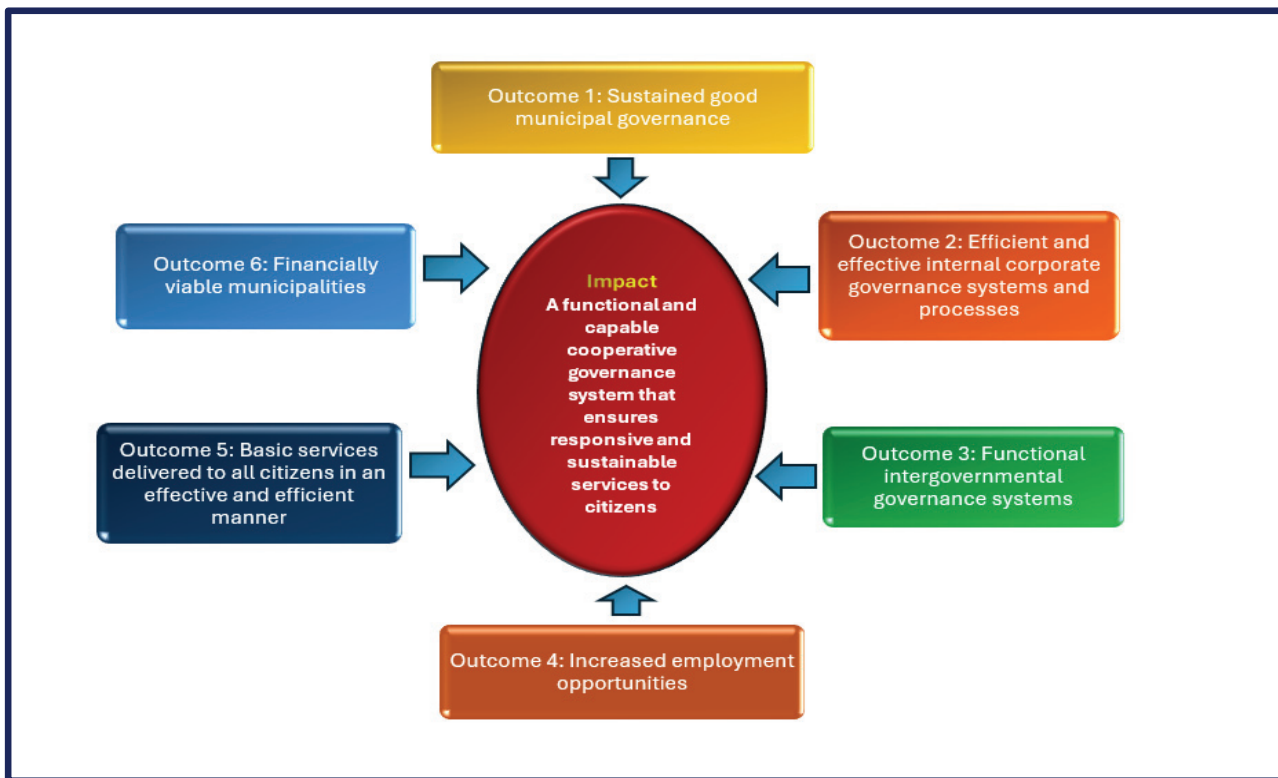 Outcome 1: Sustained good
municipal governance
Outcome 6: Financially
viable municipalities
Impact
A functional and
capable
cooperative
governance
system that
ensures
responsive and
sustainable
services to
citizens
Ouctome 2: Efficient and
effective internal corporate
governance systems and
processes
Outcome 5: Basic services
delivered to all citizens in an
effective and efficient
manner
Outcome 3: Functional
intergovernmental
governance systems
Outcome 4: Increased employment
opportunities